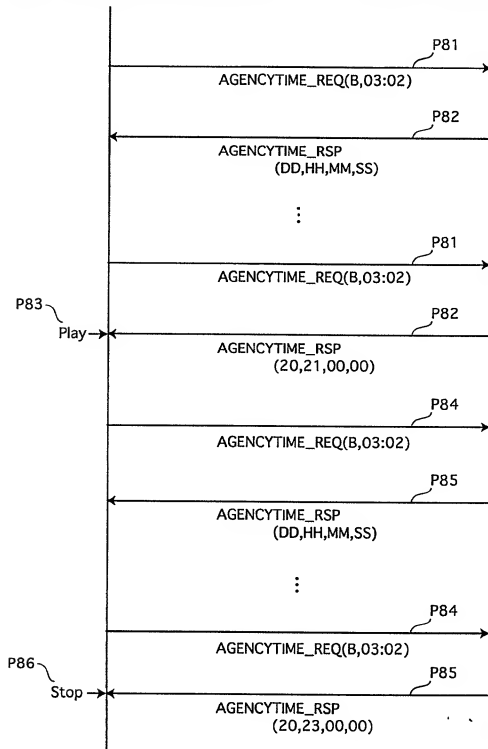 P81
AGENCYTIME_REQ(B,03:02)
P82
AGENCYTIME_RSP
(DD,HH,MM,SS)
P81
AGENCYTIME_REQ(B,03:02)
P83
P82
Play
AGENCYTIME_RSP
(20,21,00,00)
P84
AGENCYTIME_REQ(B,03:02)
P85
AGENCYTIME_RSP
(DD,HH,MM,SS)
P84
AGENCYTIME_REQ(B,03:02)
P86
P85
Stop
AGENCYTIME_RSP
(20,23,00,00)